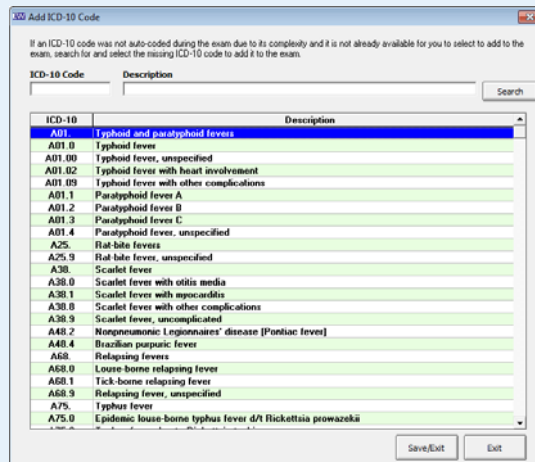 Add ICD-10 Code
If an ICD-10 code was not auto-coded during the exam due to its complexity and it is not already available for you to select to add to the
exam, search for and select the missing ICD-10 code to add it to the exam.
ICD-10 Code Description
Search
ICD-10 Description
A01. Typhoid and paratyphoid fevers
A01.0 Typhoid fever
A01.00 Typhoid fever, unspecified
A01.02 Typhoid fever with heart involvement
A01.09 Typhoid fever with other complications
A01.1 Paratyphoid fever A
A01.2 Paratyphoid fever B
A01.3 Paratyphoid fever C
A01.4 Paratyphoid fever, unspecified
A25. Rat-bite fevers
A25.9 Rat-bite fever, unspecified
A38. Scarlet fever
A38.0 Scarlet fever with otitis media
A38.1 Scarlet fever with myocarditis
A38.8 Scarlet fever with other complications
A38.9 Scarlet fever, uncomplicated
A48.2 Nonpneumonic Legionnaires' disease [Pontiac fever]
A48.4 Brazilian purpuric fever
A68. Relapsing fevers
A68.0 Louse-borne relapsing fever
A68.1 Tick-borne relapsing fever
A68.9 Relapsing fever, unspecified
A75. Typhus fever
A75.0 Epidemic louse-borne typhus fever d/t Rickettsia prowazekii
Save/Exit Exit